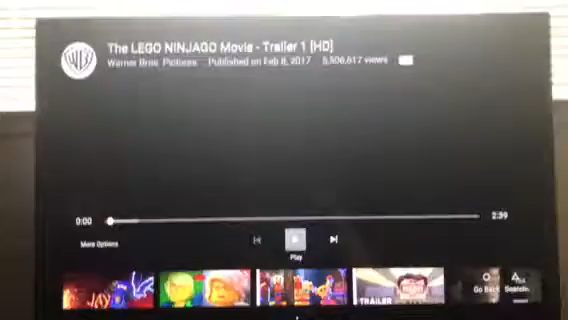 The LEGO NINJAGO Movie - Trailer 1 [HD]
Warner Bros. Pictures Published on Feb 8, 2017 5,506,617 views
0:00 2:39
More Options
Play
JAY
TRAILER
Go Back Search